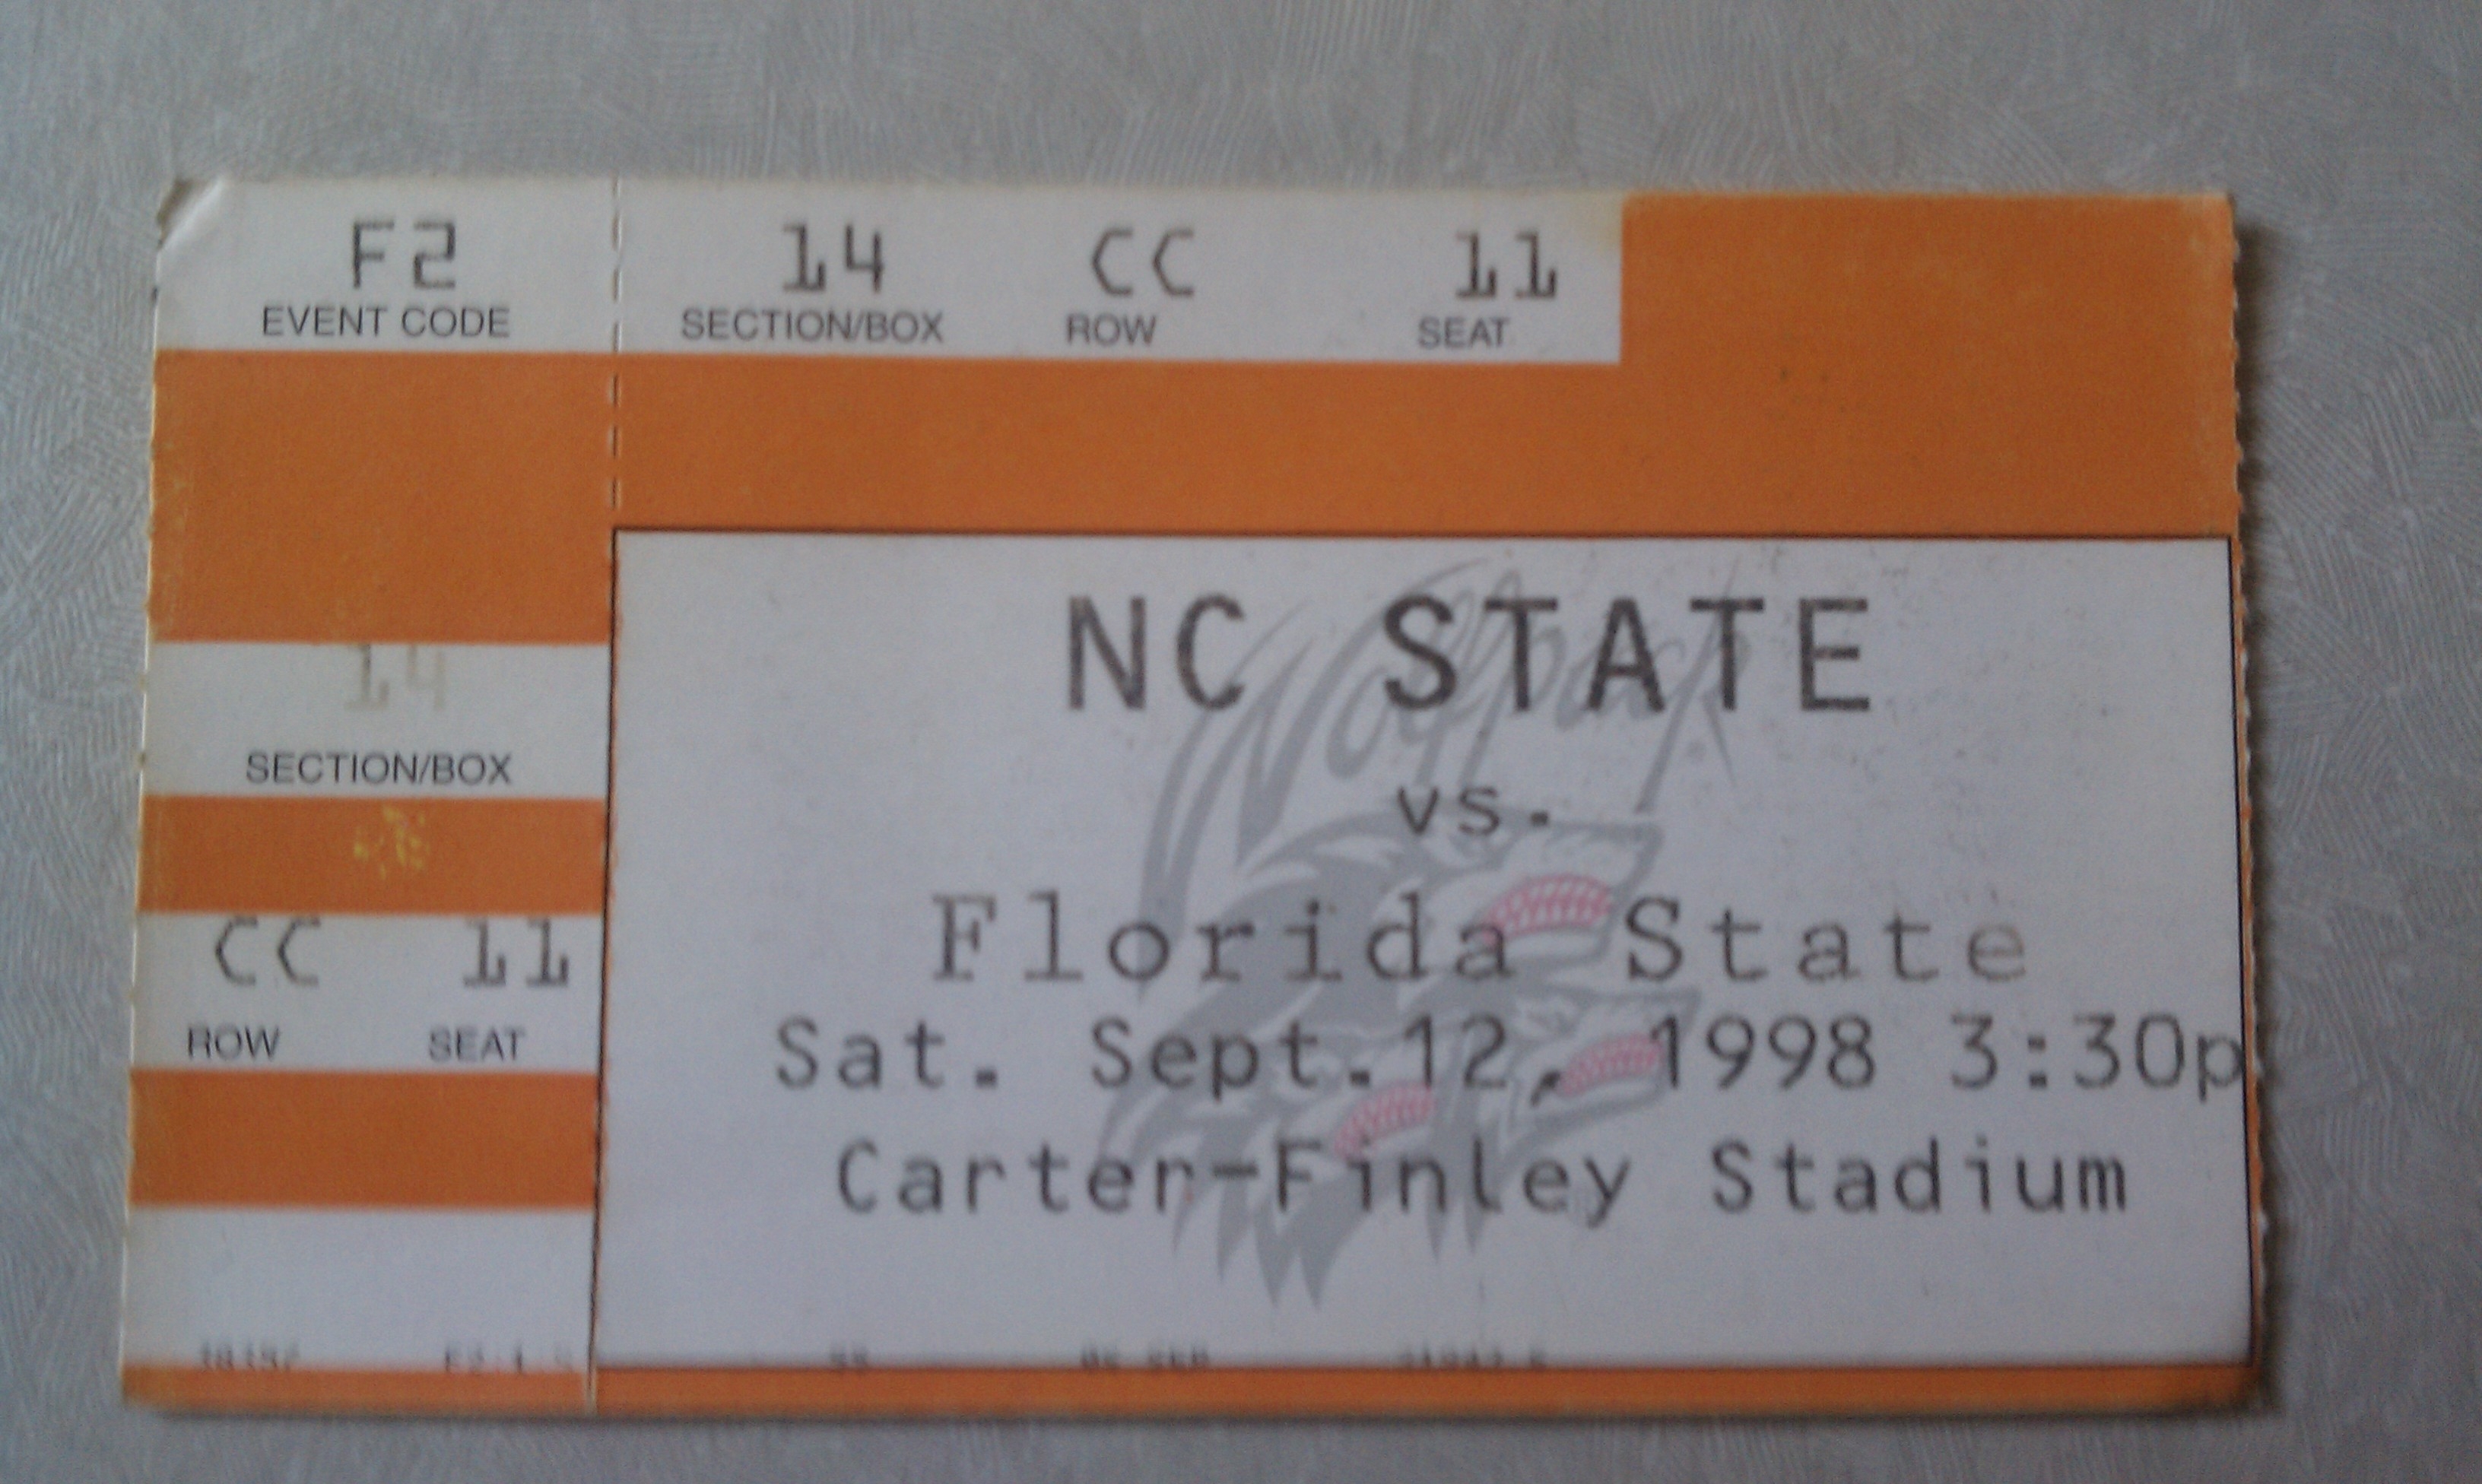 F2 14 CC 11
EVENT CODE SECTION/BOX ROW SEAT
14
SECTION/BOX
CC 11
ROW SEAT
Wolfpack
NC STATE
vs.
Florida State
Sat. Sept.12, 1998 3:30p
Carter-Finley Stadium